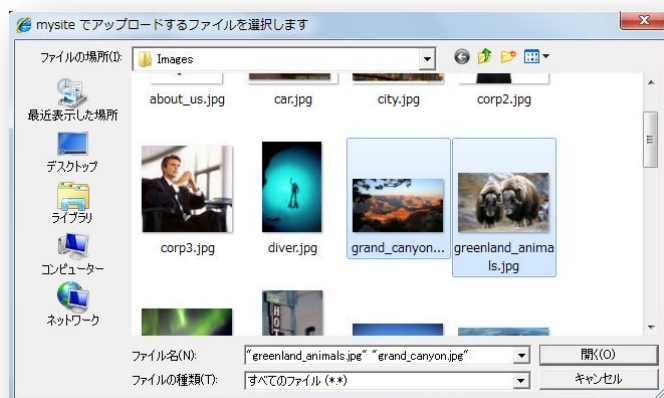 mysite でアップロードするファイルを選択します
ファイルの場所(I):
Images
最近表示した場所
デスクトップ
ライブラリ
コンピューター
ネットワーク
about_us.jpg
car.jpg
city.jpg
corp2.jpg
corp3.jpg
diver.jpg
grand_canyon...
greenland_anima
ls.jpg
HOT
ファイル名(N):
"greenland_animals.jpg" "grand_canyon.jpg"
開く(O)
ファイルの種類(T):
すべてのファイル (*.*)
キャンセル